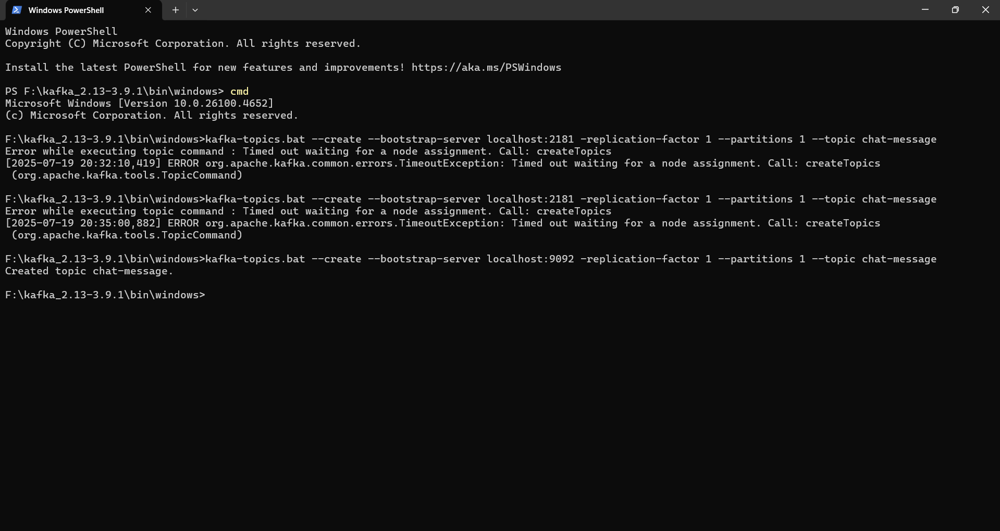 Windows PowerShell
Windows PowerShell
Copyright (C) Microsoft Corporation. All rights reserved.
Install the latest PowerShell for new features and improvements! https://aka.ms/PSWindows
PS F:\kafka_2.13-3.9.1\bin\windows> cmd
Microsoft Windows [Version 10.0.26100.4652]
(c) Microsoft Corporation. All rights reserved.
F:\kafka_2.13-3.9.1\bin\windows>kafka-topics.bat --create --bootstrap-server localhost:2181 -replication-factor 1 --partitions 1 --topic chat-message
Error while executing topic command : Timed out waiting for a node assignment. Call: createTopics
[2025-07-19 20:32:10,419] ERROR org.apache.kafka.common.errors.TimeoutException: Timed out waiting for a node assignment. Call: createTopics
 (org.apache.kafka.tools.TopicCommand)
F:\kafka_2.13-3.9.1\bin\windows>kafka-topics.bat --create --bootstrap-server localhost:2181 -replication-factor 1 --partitions 1 --topic chat-message
Error while executing topic command : Timed out waiting for a node assignment. Call: createTopics
[2025-07-19 20:35:00,882] ERROR org.apache.kafka.common.errors.TimeoutException: Timed out waiting for a node assignment. Call: createTopics
 (org.apache.kafka.tools.TopicCommand)
F:\kafka_2.13-3.9.1\bin\windows>kafka-topics.bat --create --bootstrap-server localhost:9092 -replication-factor 1 --partitions 1 --topic chat-message
Created topic chat-message.
F:\kafka_2.13-3.9.1\bin\windows>